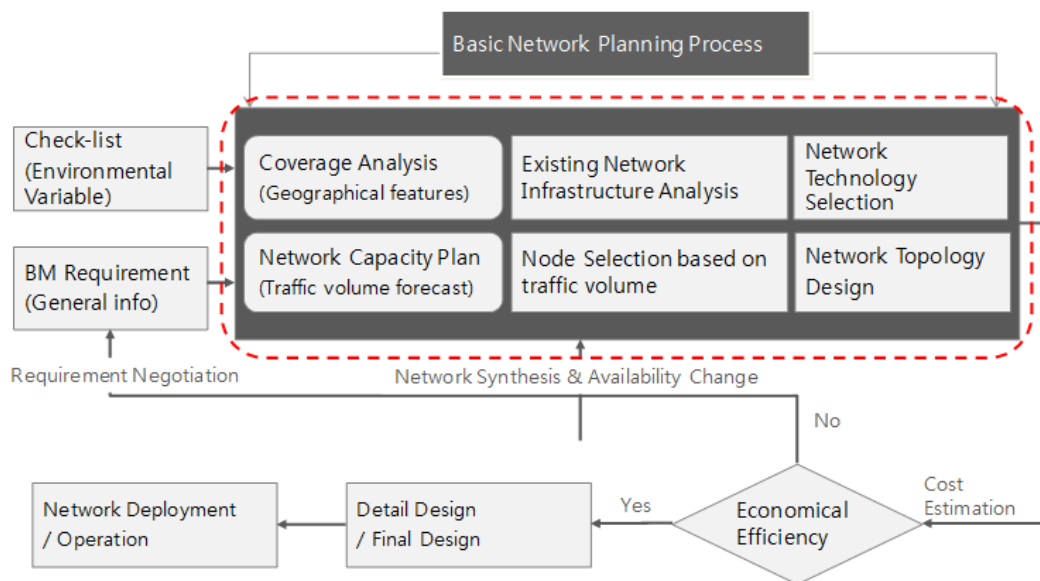 Basic Network Planning Process
Check-list
(Environmental
Variable)
Coverage Analysis
(Geographical features)
Existing Network
Infrastructure Analysis
Network
Technology
Selection
BM Requirement
(General info)
Network Capacity Plan
(Traffic volume forecast)
Node Selection based on
traffic volume
Network Topology
Design
Requirement Negotiation
Network Synthesis & Availability Change
No
Network Deployment
/ Operation
Detail Design
/ Final Design
Yes
Economical
Efficiency
Cost
Estimation